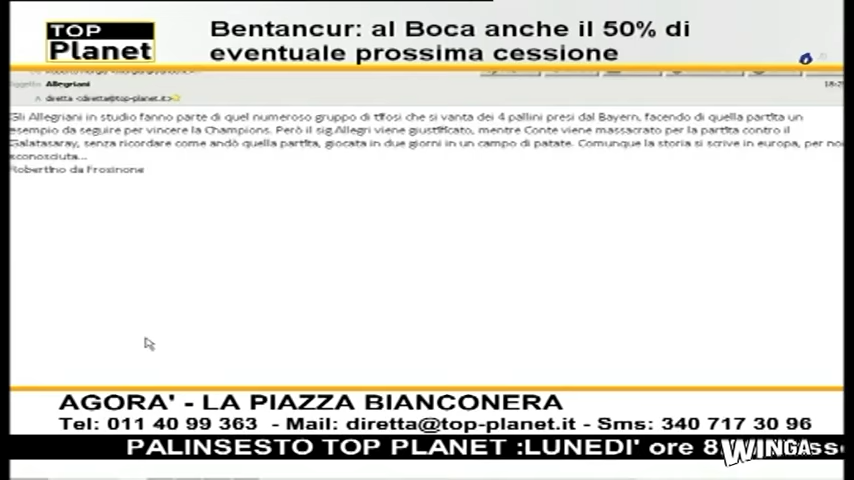 TOP
Planet
Bentancur: al Boca anche il 50% di
eventuale prossima cessione
Allegriani
A diretta <diretta@top-planet.it>
Gli Allegriani in studio fanno parte di quel numeroso gruppo di tifosi che si vanta dei 4 pallini presi dal Bayern, facendo di quella partita un
esempio da seguire per vincere la Champions. Però il sig.Allegri viene giustificato, mentre Conte viene massacrato per la partita contro il
Galatasaray, senza ricordare come andò quella partita, giocata in due giorni in un campo di patate. Comunque la storia si scrive in europa, per noi
sconosciuta...
Robertino da Frosinone
AGORA' - LA PIAZZA BIANCONERA
Tel: 011 40 99 363 - Mail: diretta@top-planet.it - Sms: 340 717 30 96
PALINSESTO TOP PLANET :LUNEDI' ore 8
WINGA